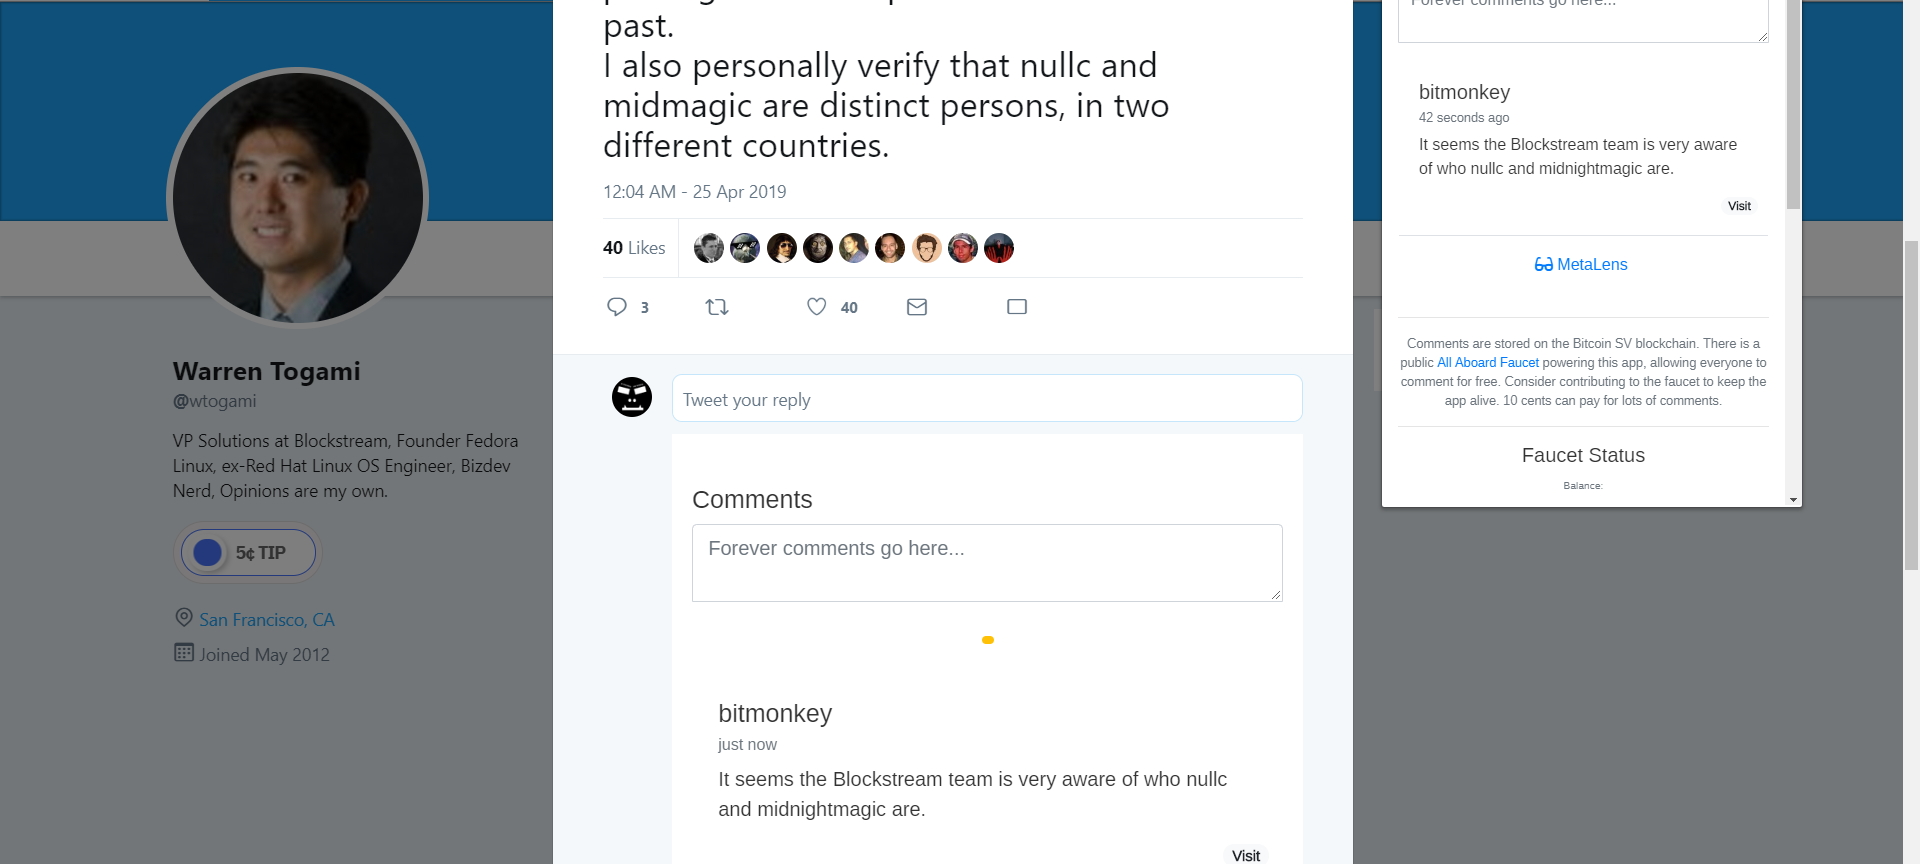 past.
I also personally verify that nullc and
midmagic are distinct persons, in two
different countries.
12:04 AM - 25 Apr 2019
40 Likes
3
40
Tweet your reply
Comments
Forever comments go here...
bitmonkey
just now
It seems the Blockstream team is very aware of who nullc
and midnightmagic are.
Visit
Warren Togami
@wtogami
VP Solutions at Blockstream, Founder Fedora
Linux, ex-Red Hat Linux OS Engineer, Bizdev
Nerd, Opinions are my own.
5¢ TIP
San Francisco, CA
Joined May 2012
Forever comments go here...
bitmonkey
42 seconds ago
It seems the Blockstream team is very aware
of who nullc and midnightmagic are.
Visit
MetaLens
Comments are stored on the Bitcoin SV blockchain. There is a
public All Aboard Faucet powering this app, allowing everyone to
comment for free. Consider contributing to the faucet to keep the
app alive. 10 cents can pay for lots of comments.
Faucet Status
Balance: